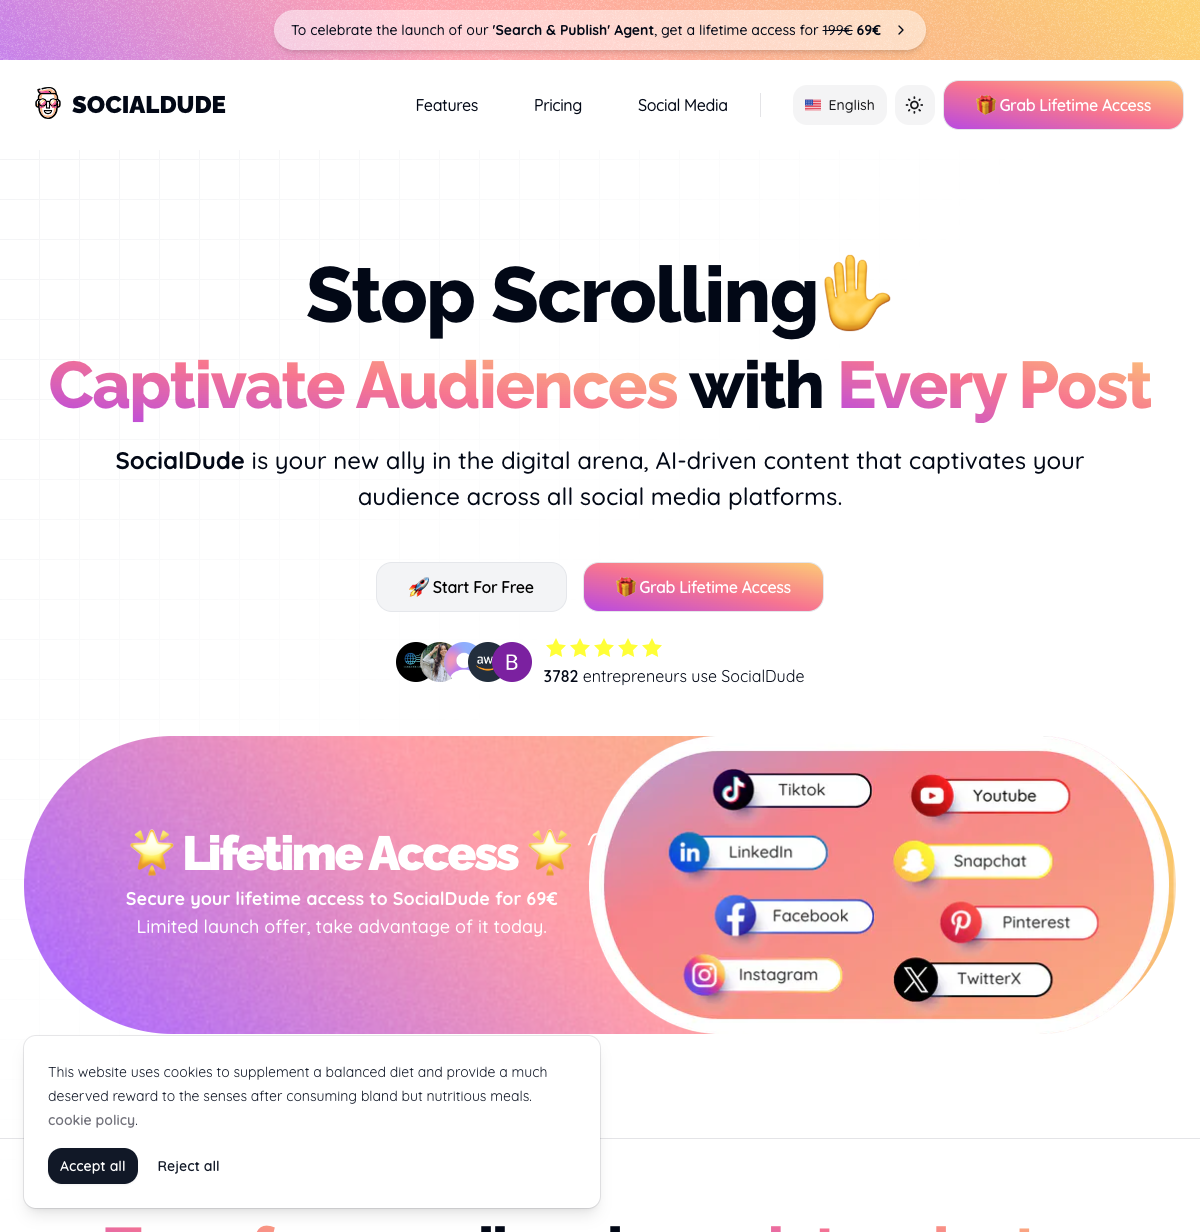 To celebrate the launch of our 'Search & Publish' Agent, get a lifetime access for 199€ 69€
SOCIALDUDE
Features
Pricing
Social Media
English
Grab Lifetime Access
Stop Scrolling
Captivate Audiences with Every Post
SocialDude is your new ally in the digital arena, AI-driven content that captivates your
audience across all social media platforms.
Start For Free
Grab Lifetime Access
aws
B
3782 entrepreneurs use SocialDude
Lifetime Access
Secure your lifetime access to SocialDude for 69€
Limited launch offer, take advantage of it today.
Tiktok
Youtube
LinkedIn
Snapchat
Facebook
Pinterest
Instagram
TwitterX
This website uses cookies to supplement a balanced diet and provide a much
deserved reward to the senses after consuming bland but nutritious meals.
cookie policy.
Accept all
Reject all